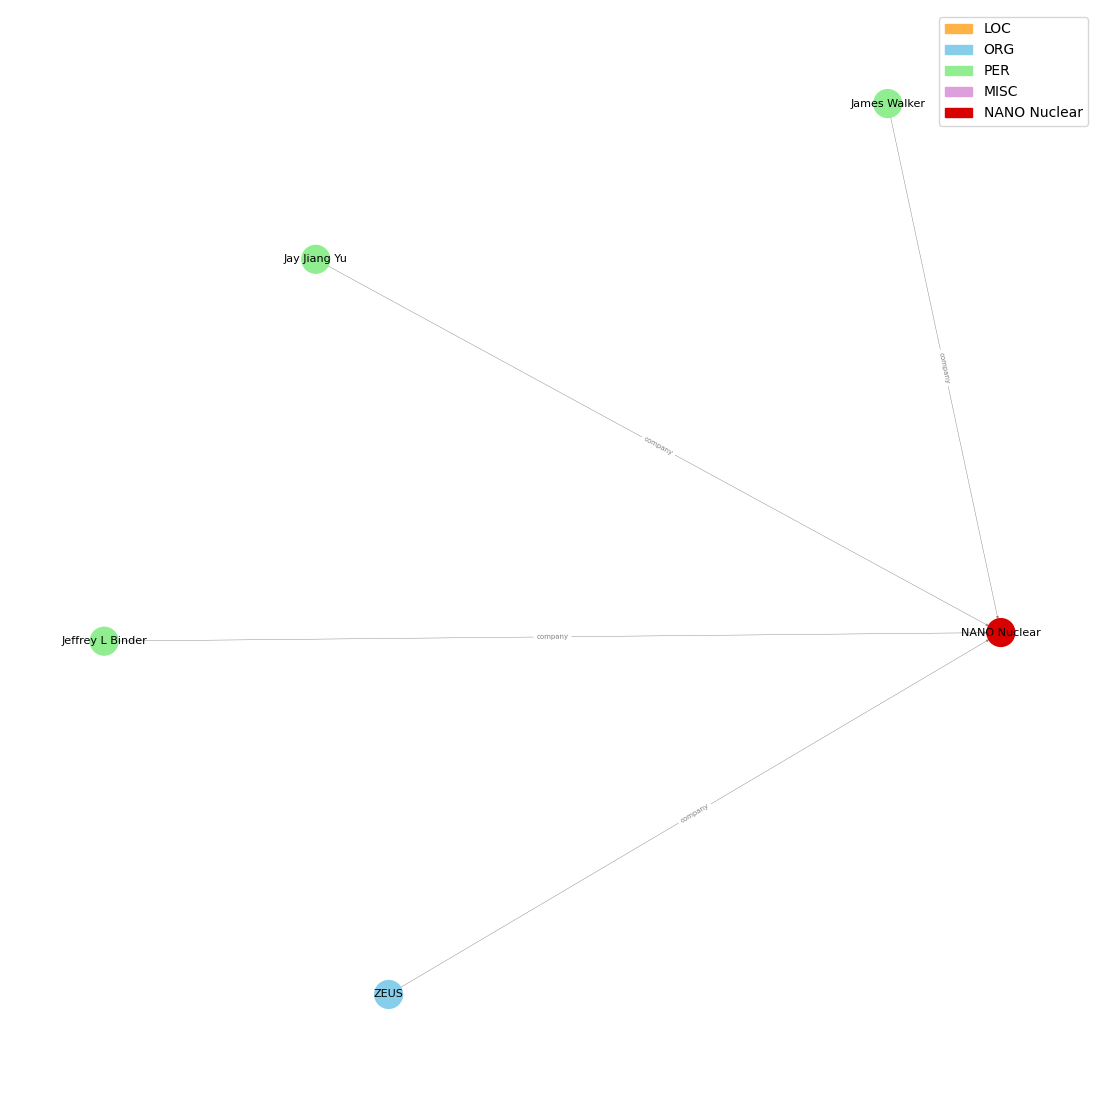 LOC
ORG
PER
MISC
NANO Nuclear
James Walker
Jay Jiang Yu
company
company
Jeffrey L Binder
company
NANO Nuclear
company
ZEUS